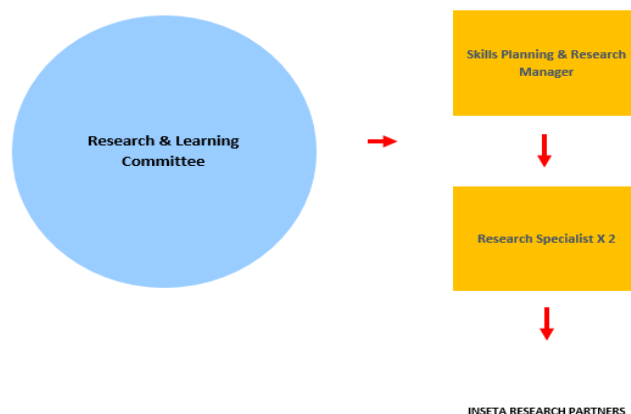 Research & Learning
Committee
Skills Planning & Research
Manager
Research Specialist X 2
INSETA RESEARCH PARTNERS